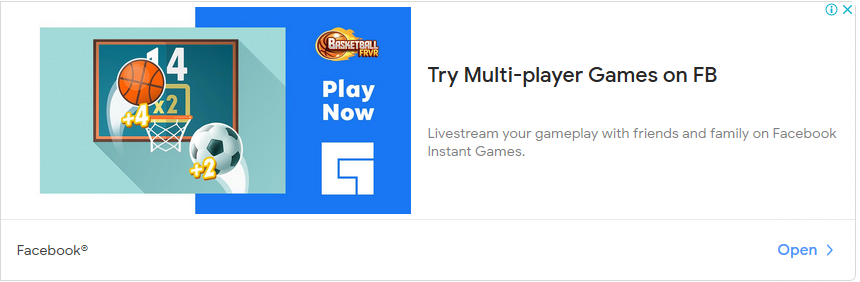 14
x2
+4
+2
BASKETBALL
FRVR
Play
Now
Try Multi-player Games on FB
Livestream your gameplay with friends and family on Facebook
Instant Games.
Facebook®
Open